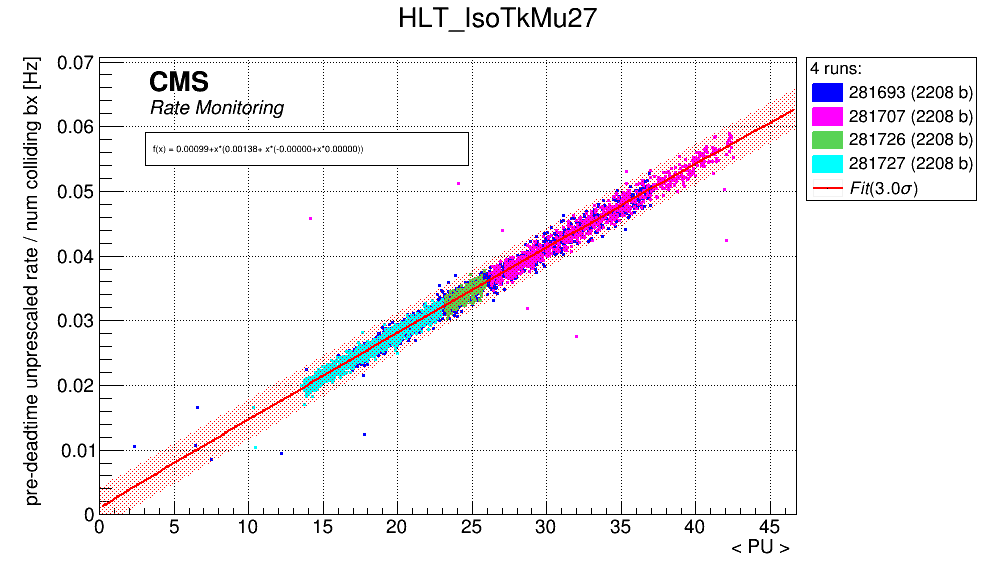 HLT_IsoTkMu27
pre-deadtime unprescaled rate / num colliding bx [Hz]
0.07
0.06
0.05
0.04
0.03
0.02
0.01
0
CMS
Rate Monitoring
f(x) = 0.00099+x*(0.00138+ x*(-0.00000+x*0.00000))
0 5 10 15 20 25 30 35 40 45
< PU >
4 runs:
281693 (2208 b)
281707 (2208 b)
281726 (2208 b)
281727 (2208 b)
Fit(3.0σ)